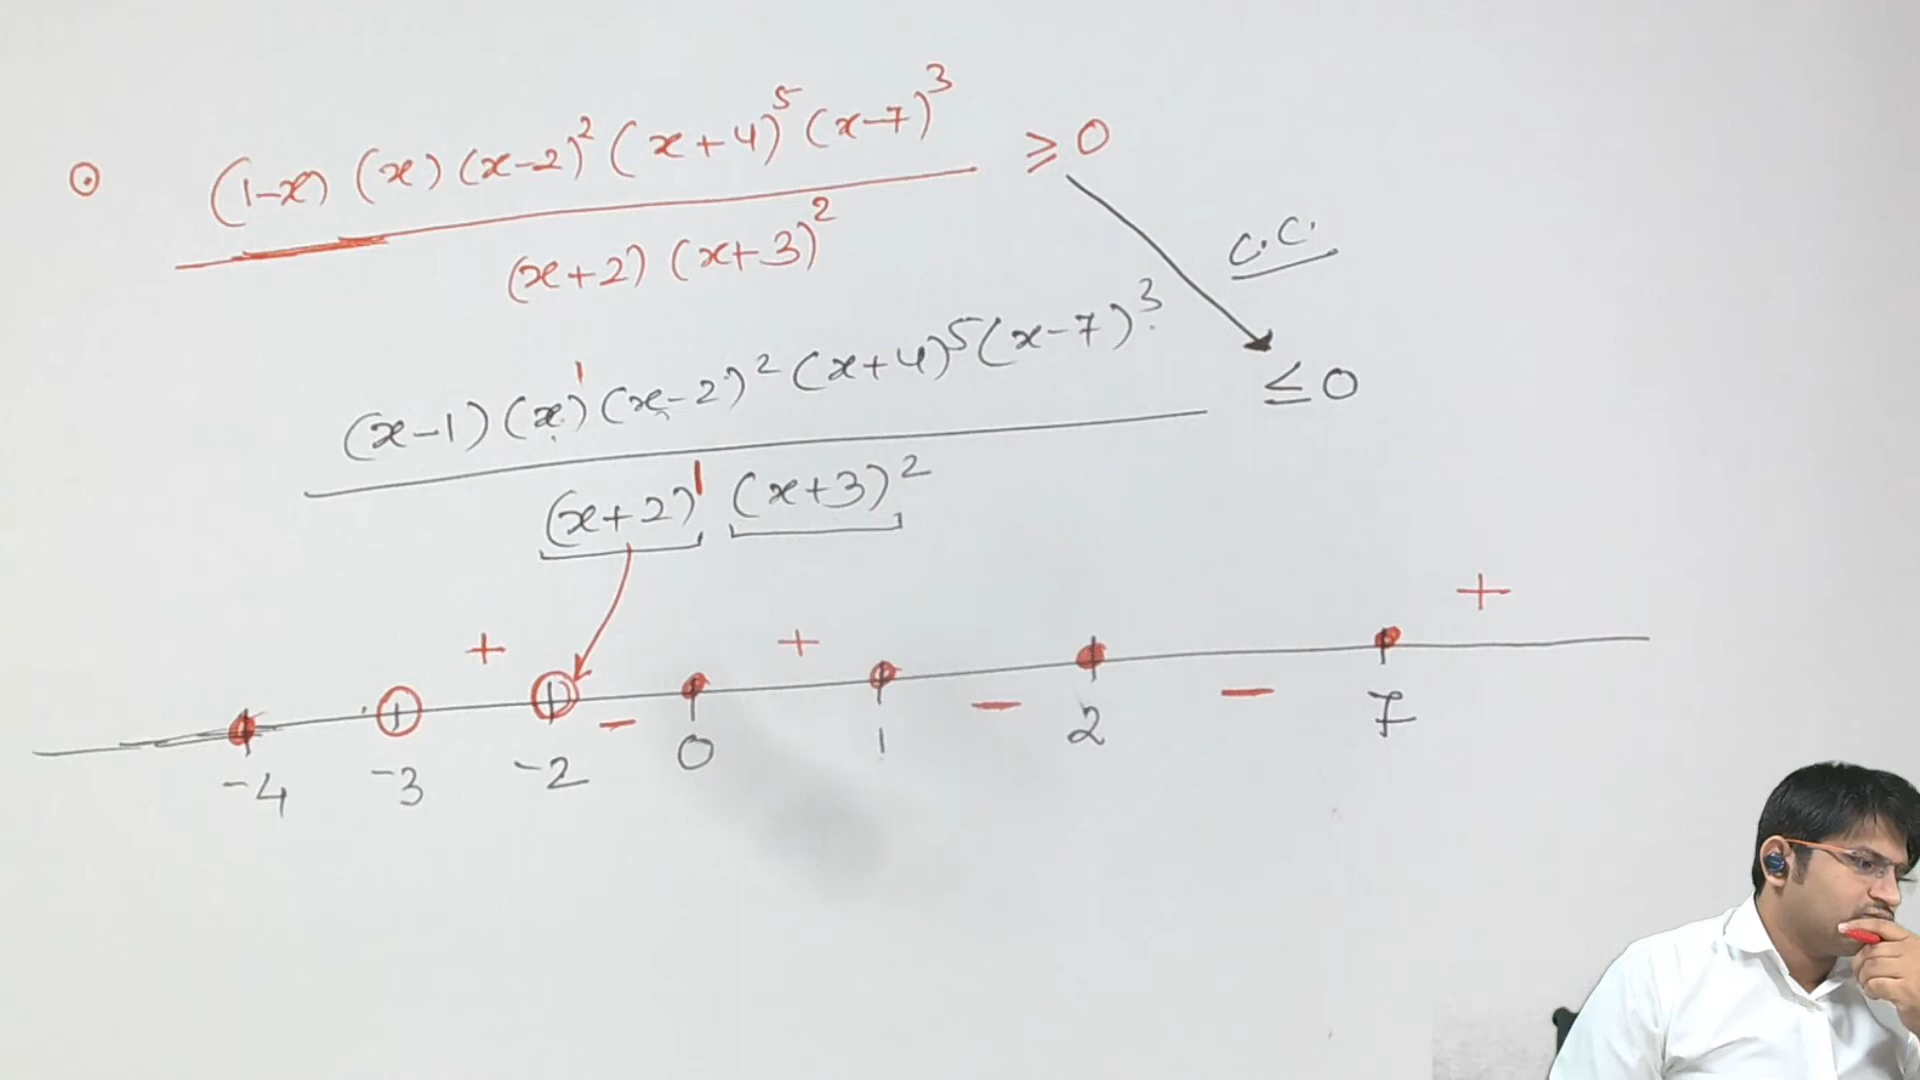 ⊙ (1-x) (x) (x-2)² (x+4)⁵ (x-7)³ ≥ 0
(x+2) (x+3)²
C.C.
(x-1) (x)¹ (x-2)² (x+4)⁵ (x-7)³ ≤ 0
(x+2)¹ (x+3)²
+ - + - - +
-4 -3 -2 0 1 2 7